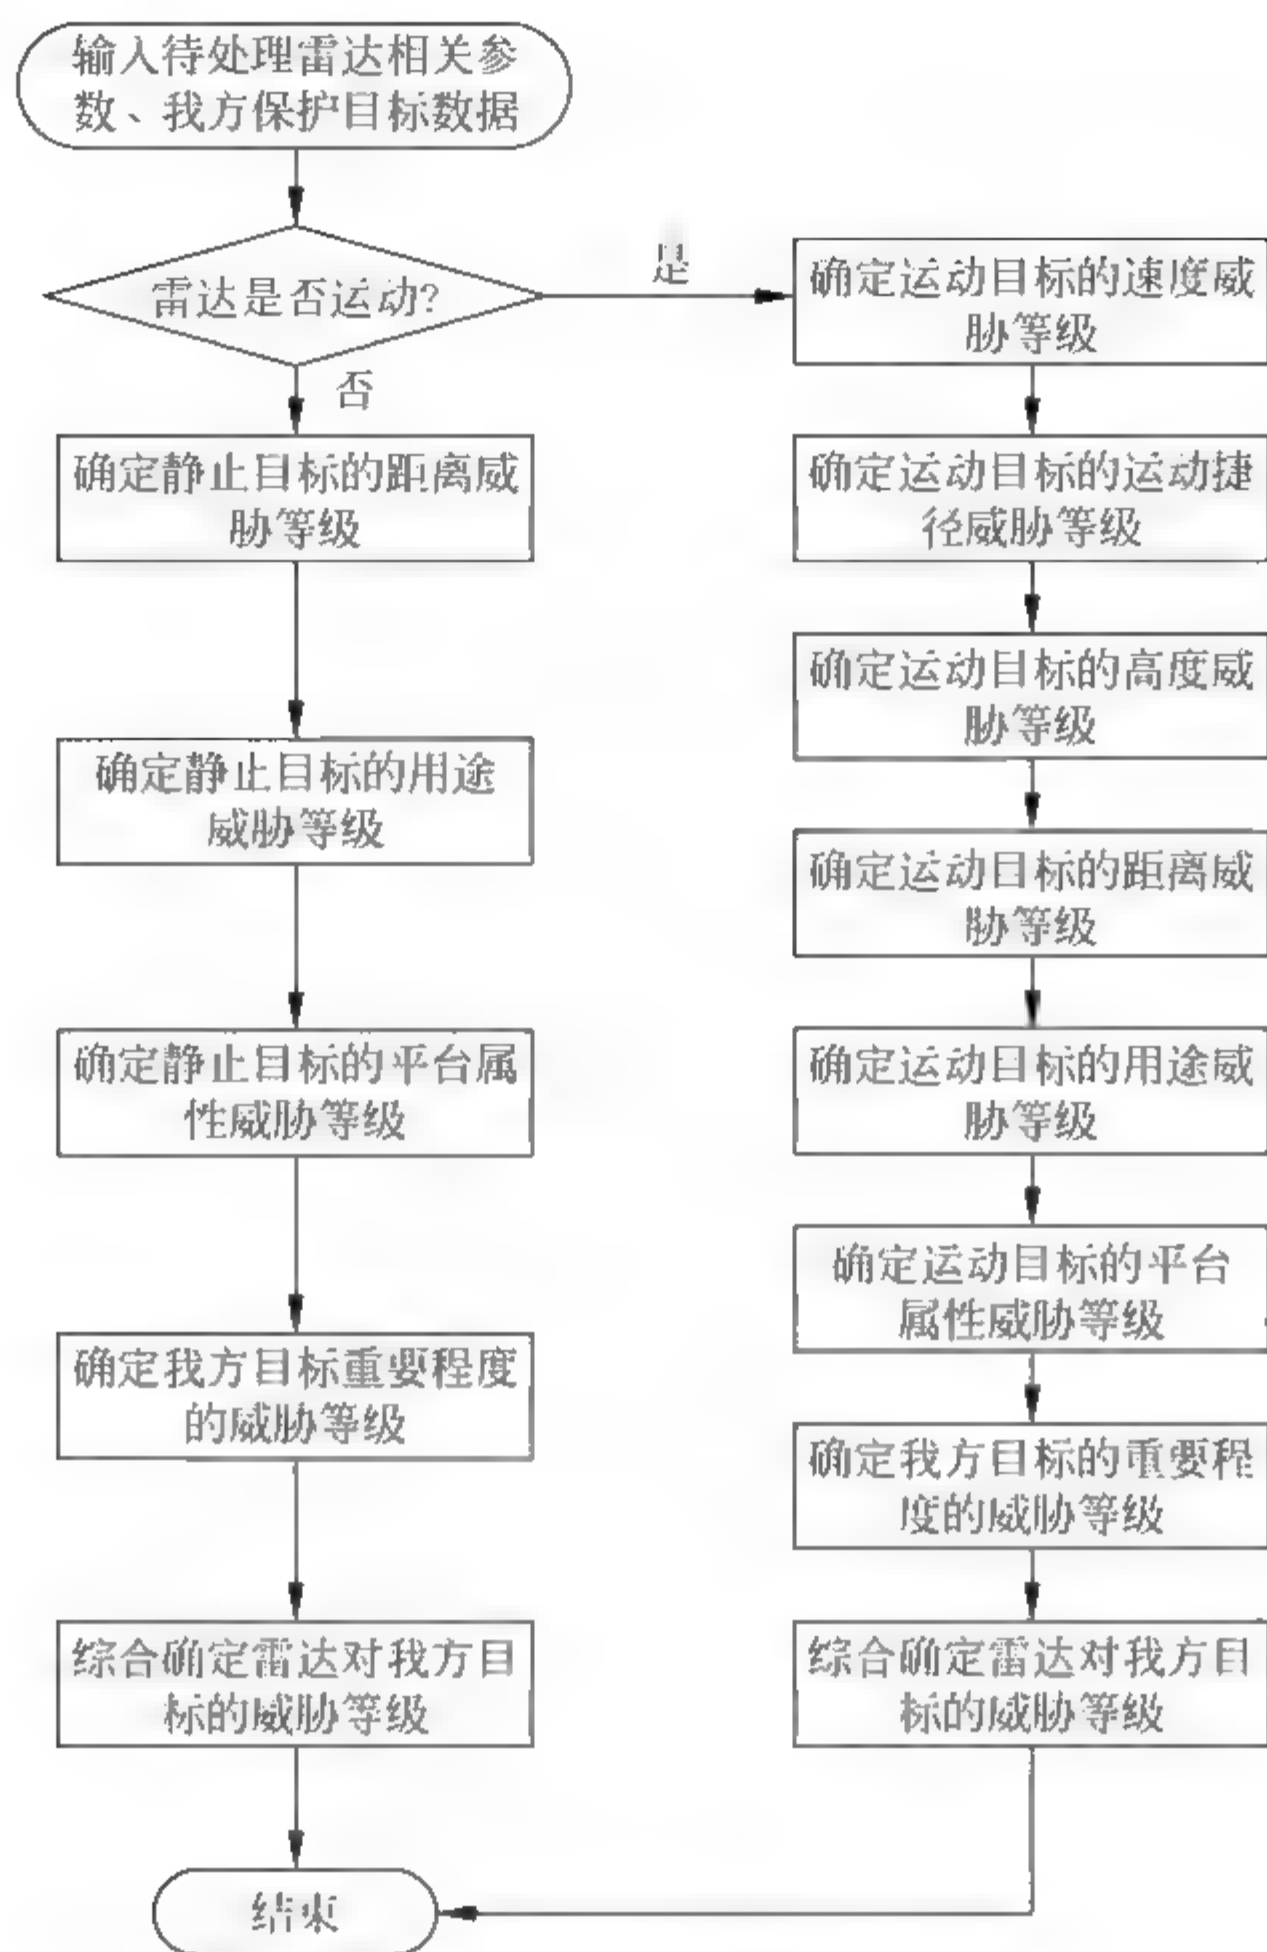 输入待处理雷达相关参
数、我方保护目标数据
雷达是否运动?
是
否
确定静止目标的距离威
胁等级
确定静止目标的用途
威胁等级
确定静止目标的平台属
性威胁等级
确定我方目标重要程度
的威胁等级
综合确定雷达对我方目
标的威胁等级
确定运动目标的速度威
胁等级
确定运动目标的运动捷
径威胁等级
确定运动目标的高度威
胁等级
确定运动目标的距离威
胁等级
确定运动目标的用途威
胁等级
确定运动目标的平台
属性威胁等级
确定我方目标的重要程
度的威胁等级
综合确定雷达对我方目
标的威胁等级
结束